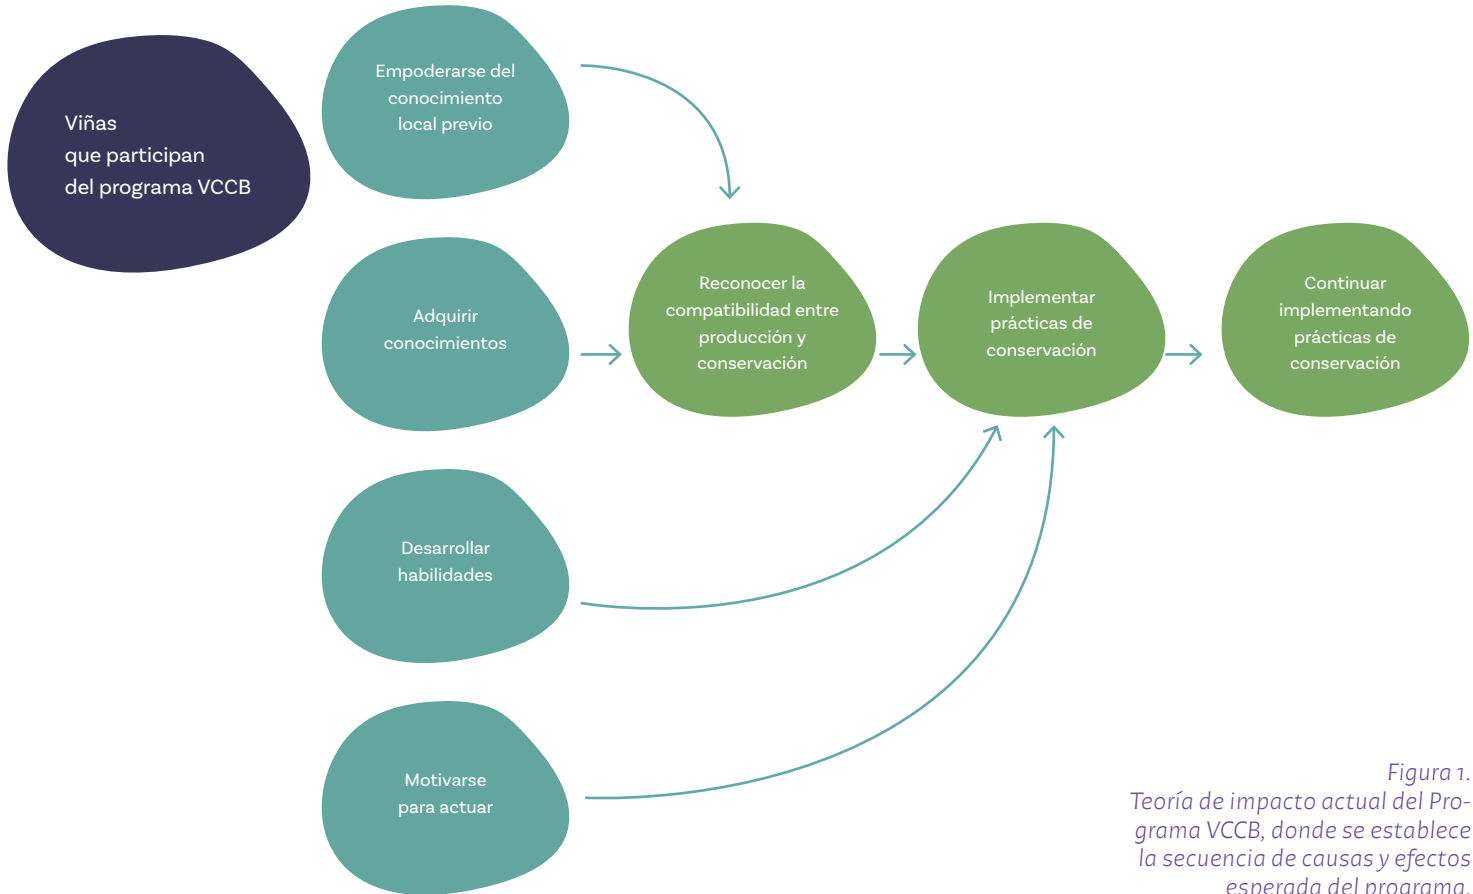 Viñas
que participan
del programa VCCB
Empoderarse del
conocimiento
local previo
Adquirir
conocimientos
Desarrollar
habilidades
Motivarse
para actuar
Reconocer la
compatibilidad entre
producción y
conservación
Implementar
prácticas de
conservación
Continuar
implementando
prácticas de
conservación
Figura 1.
Teoría de impacto actual del Pro-
grama VCCB, donde se establece
la secuencia de causas y efectos
esperada del programa.